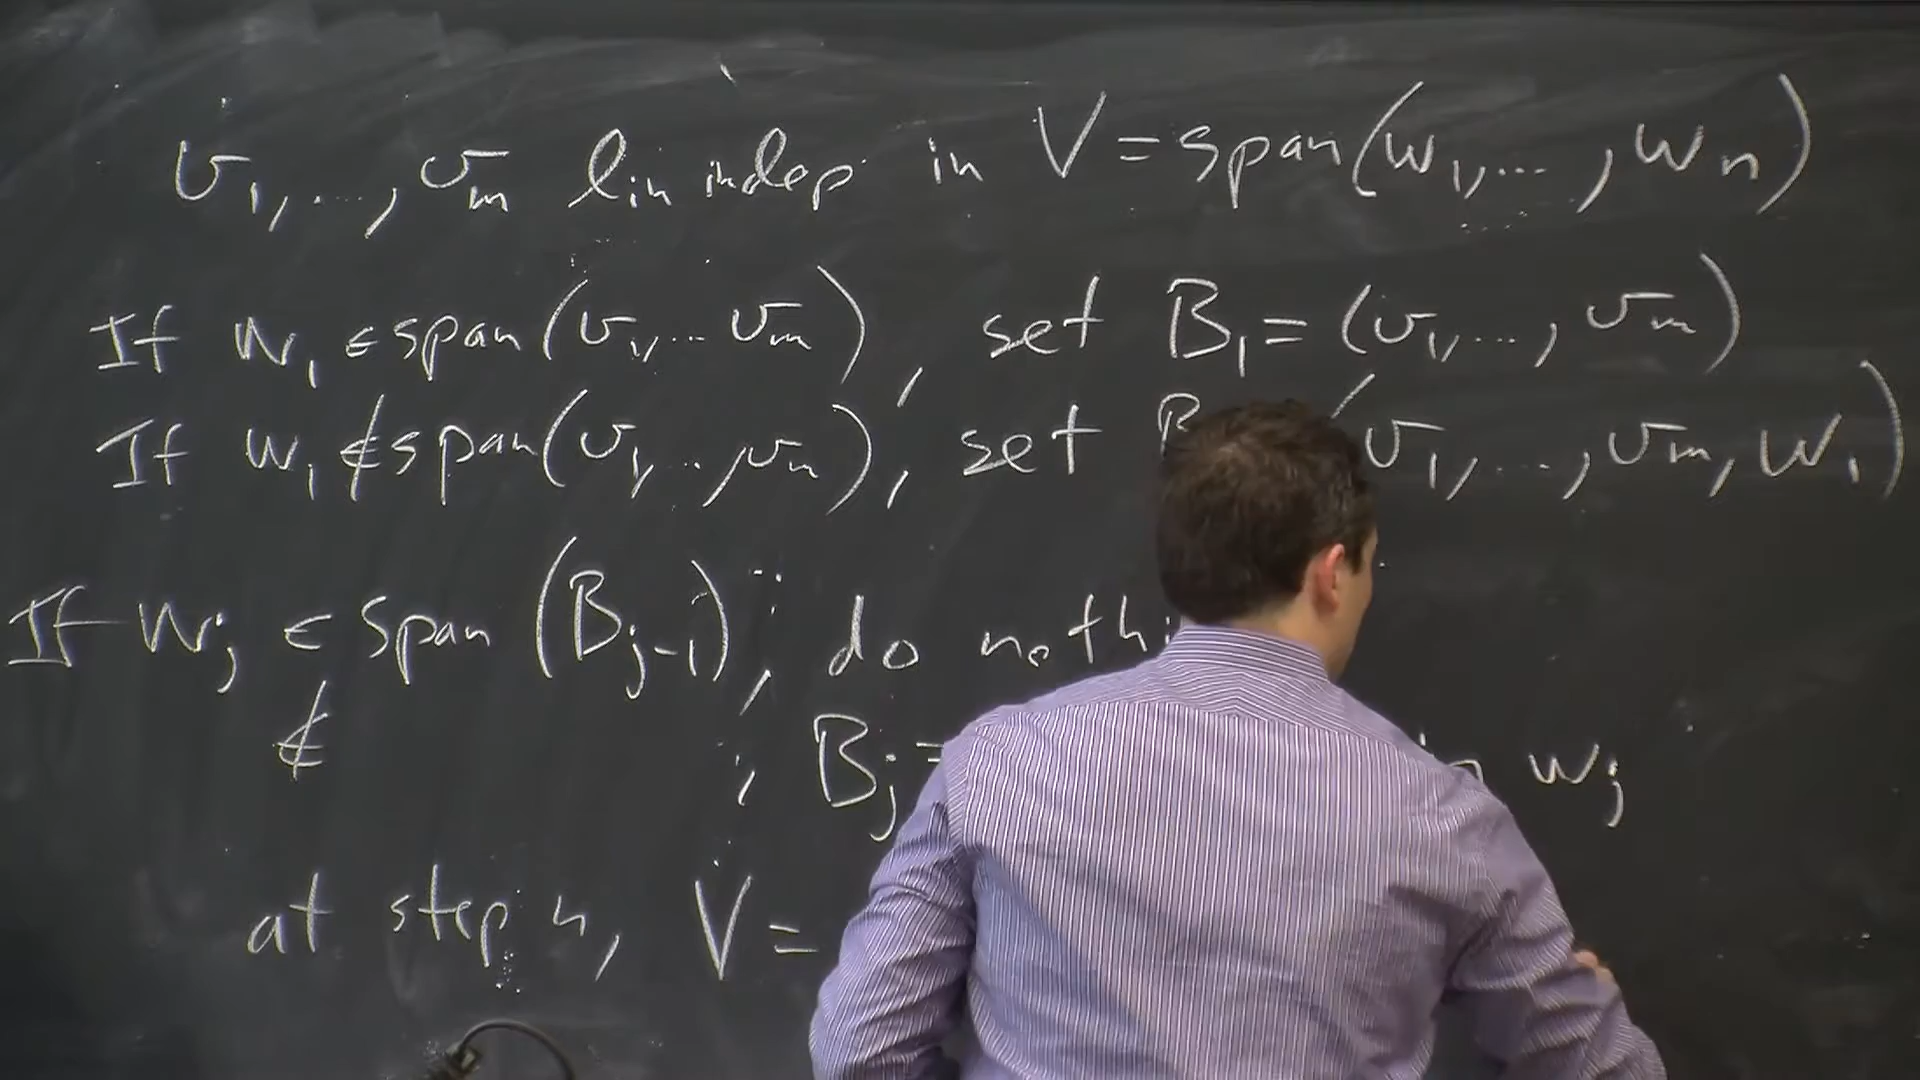 v₁, ..., vₘ lin indep in V = span(w₁, ..., wₙ)
If w₁ ∈ span(v₁, ... vₘ), set B₁ = (v₁, ..., vₘ)
If w₁ ∉ span(v₁, .., vₘ), set B (v₁, ..., vₘ, w₁)
If wⱼ ∈ span (Bⱼ₋₁), do nothi
∉ , Bⱼ = wⱼ
at step n, V =